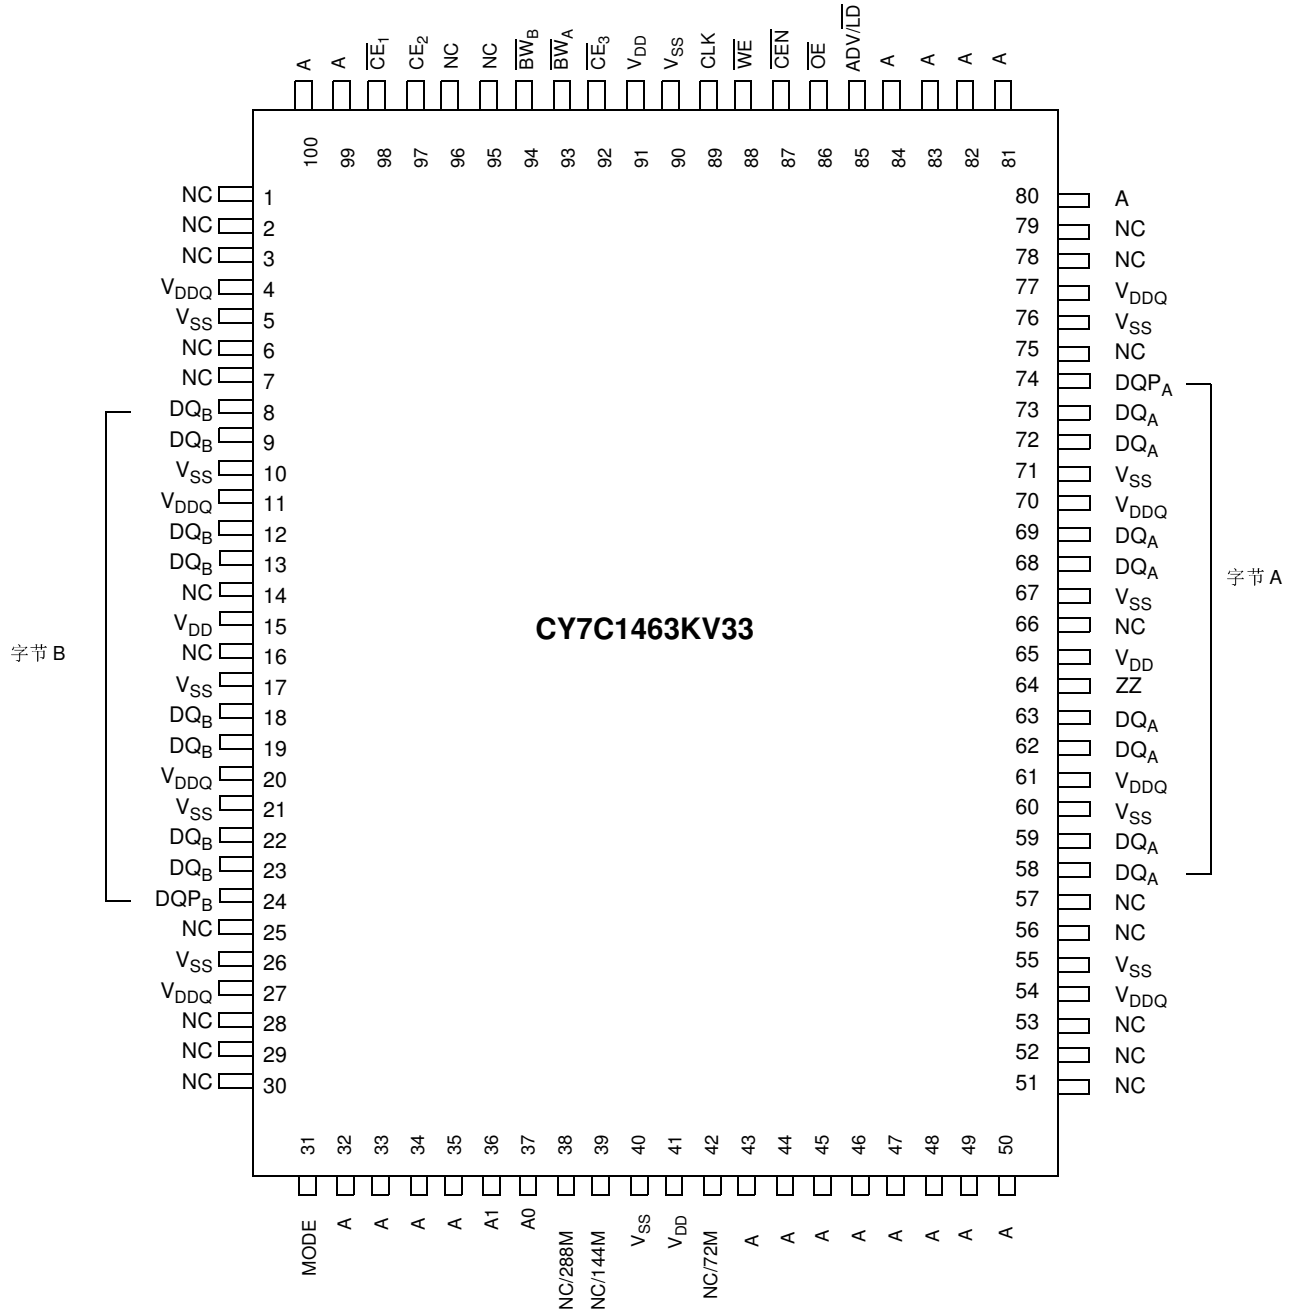 A A CE1 CE2 NC NC BWB BWA CE3 VDD VSS CLK WE CEN OE ADV/LD A A A A
100 99 98 97 96 95 94 93 92 91 90 89 88 87 86 85 84 83 82 81
NC 1 80 A
NC 2 79 NC
NC 3 78 NC
VDDQ 4 77 VDDQ
VSS 5 76 VSS
NC 6 75 NC
NC 7 74 DQPA
DQB 8 73 DQA
DQB 9 72 DQA
VSS 10 71 VSS
VDDQ 11 70 VDDQ
DQB 12 69 DQA
DQB 13 68 DQA
字节 A
NC 14 67 VSS
VDD 15 66 NC
CY7C1463KV33
字节 B
NC 16 65 VDD
VSS 17 64 ZZ
DQB 18 63 DQA
DQB 19 62 DQA
VDDQ 20 61 VDDQ
VSS 21 60 VSS
DQB 22 59 DQA
DQB 23 58 DQA
DQPB 24 57 NC
NC 25 56 NC
VSS 26 55 VSS
VDDQ 27 54 VDDQ
NC 28 53 NC
NC 29 52 NC
NC 30 51 NC
31 32 33 34 35 36 37 38 39 40 41 42 43 44 45 46 47 48 49 50
MODE A A A A A1 A0 NC/288M NC/144M VSS VDD NC/72M A A A A A A A A